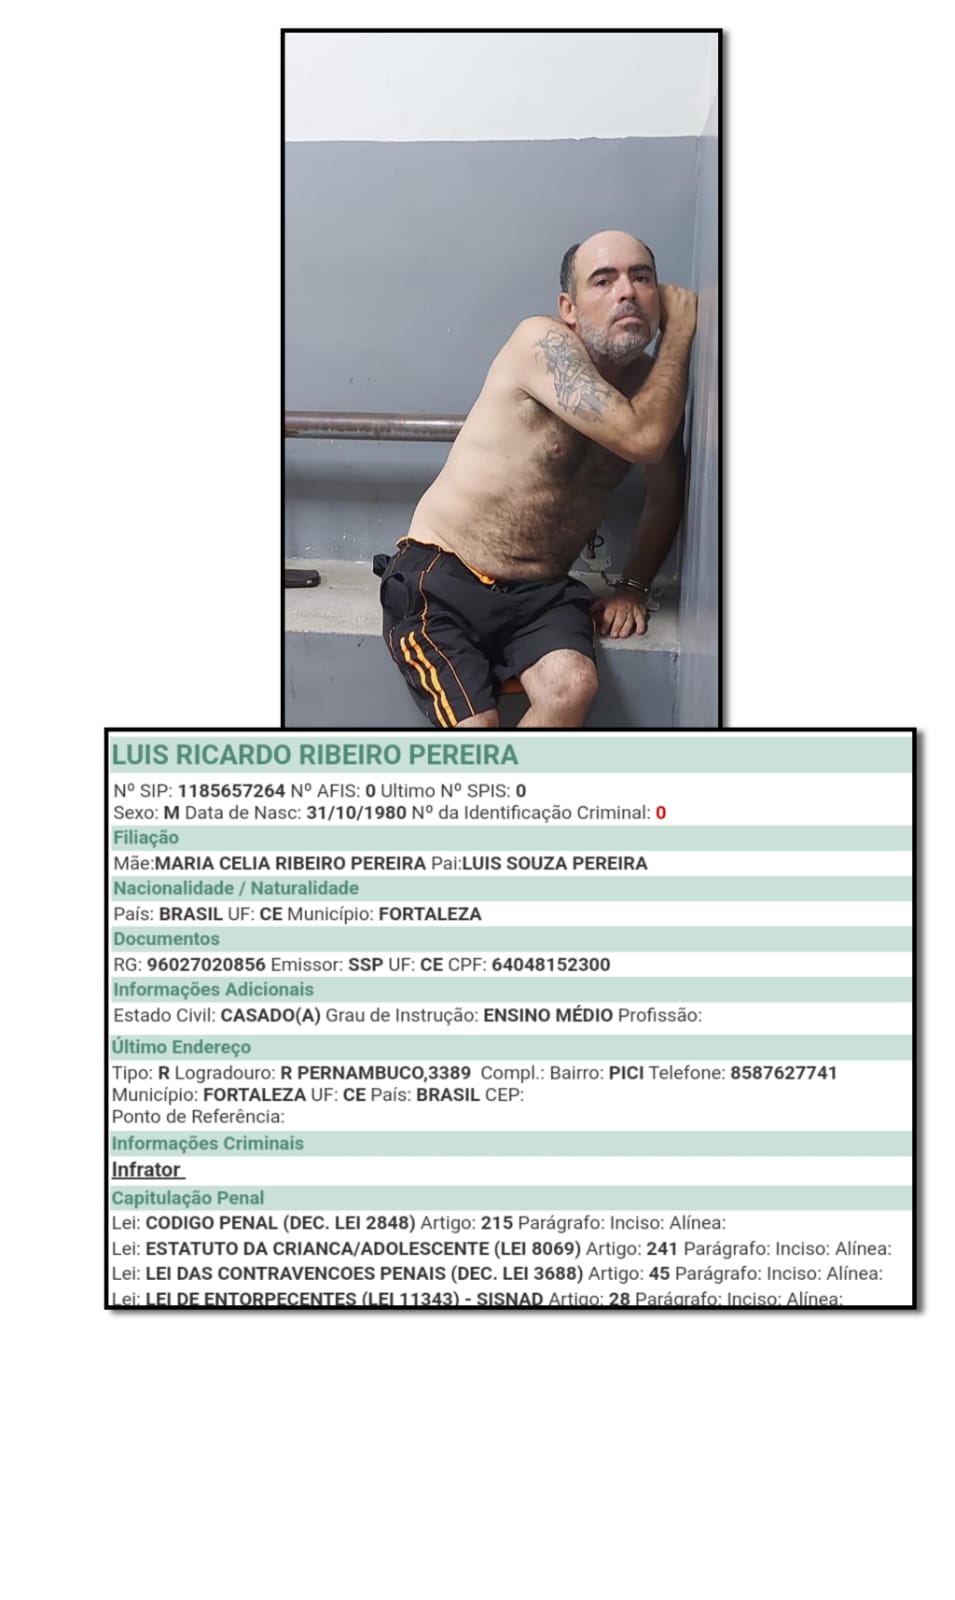 LUIS RICARDO RIBEIRO PEREIRA
Nº SIP: 1185657264 Nº AFIS: 0 Ultimo Nº SPIS: 0
Sexo: M Data de Nasc: 31/10/1980 Nº da Identificação Criminal: 0
Filiação
Mãe:MARIA CELIA RIBEIRO PEREIRA Pai:LUIS SOUZA PEREIRA
Nacionalidade / Naturalidade
País: BRASIL UF: CE Município: FORTALEZA
Documentos
RG: 96027020856 Emissor: SSP UF: CE CPF: 64048152300
Informações Adicionais
Estado Civil: CASADO(A) Grau de Instrução: ENSINO MÉDIO Profissão:
Último Endereço
Tipo: R Logradouro: R PERNAMBUCO,3389 Compl.: Bairro: PICI Telefone: 8587627741
Município: FORTALEZA UF: CE País: BRASIL CEP:
Ponto de Referência:
Informações Criminais
Infrator
Capitulação Penal
Lei: CODIGO PENAL (DEC. LEI 2848) Artigo: 215 Parágrafo: Inciso: Alínea:
Lei: ESTATUTO DA CRIANCA/ADOLESCENTE (LEI 8069) Artigo: 241 Parágrafo: Inciso: Alínea:
Lei: LEI DAS CONTRAVENCOES PENAIS (DEC. LEI 3688) Artigo: 45 Parágrafo: Inciso: Alínea:
Lei: LEI DE ENTORPECENTES (LEI 11343) - SISNAD Artigo: 28 Parágrafo: Inciso: Alínea: